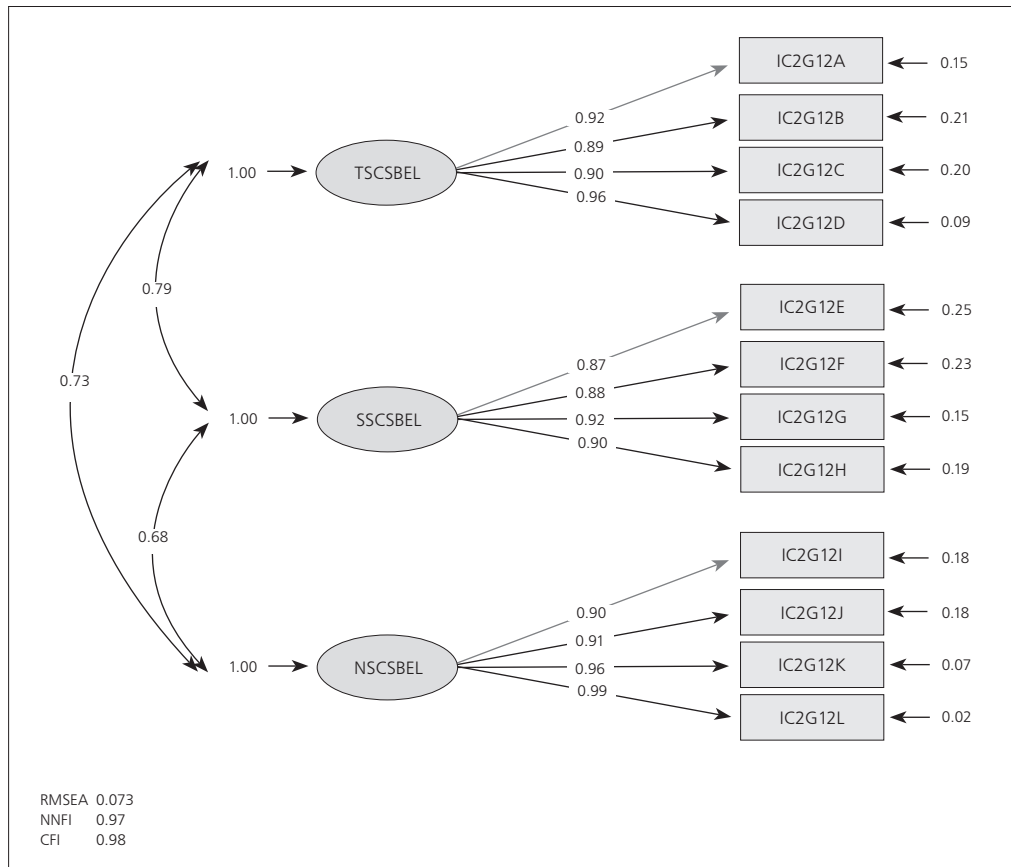 IC2G12A 0.15
0.92
IC2G12B 0.21
0.89
1.00 TSCSBEL 0.90 IC2G12C 0.20
0.96
IC2G12D 0.09
0.79
IC2G12E 0.25
0.87
0.73
IC2G12F 0.23
0.88
1.00 SSCSBEL 0.92 IC2G12G 0.15
0.90
IC2G12H 0.19
0.68
IC2G12I 0.18
0.90
IC2G12J 0.18
0.91
1.00 NSCSBEL 0.96 IC2G12K 0.07
0.99
IC2G12L 0.02
RMSEA 0.073
NNFI 0.97
CFI 0.98